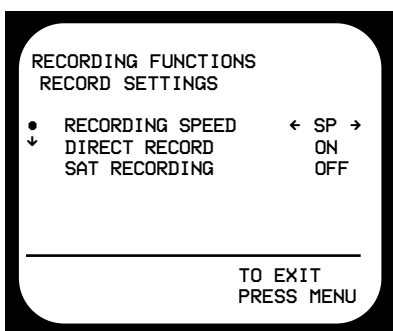 RECORDING FUNCTIONS
RECORD SETTINGS
● RECORDING SPEED ← SP →
↓ DIRECT RECORD ON
SAT RECORDING OFF
TO EXIT
PRESS MENU